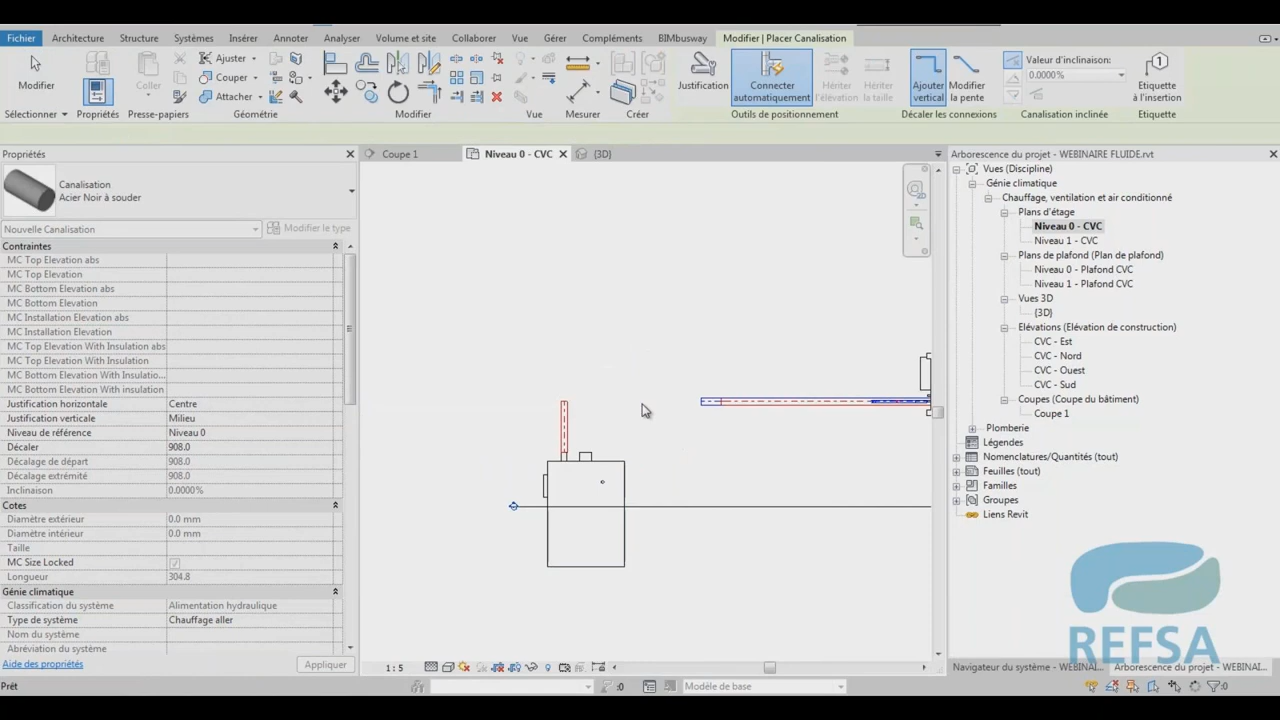 Fichier Architecture Structure Systèmes Insérer Annoter Analyser Volume et site Collaborer Vue Gérer Compléments BIMbusway Modifier | Placer Canalisation
Modifier
Propriétés
Coller
Ajuster
Couper
Attacher
Justification
Connecter
automatiquement
Hériter
l'élévation
Hériter
la taille
Ajouter
vertical
Modifier
la pente
Valeur d'inclinaison:
0.0000%
Etiquette
à l'insertion
Sélectionner Propriétés Presse-papiers Géométrie Modifier Vue Mesurer Créer Outils de positionnement Décaler les connexions Canalisation inclinée Etiquette
Propriétés
Canalisation
Acier Noir à souder
Nouvelle Canalisation Modifier le type
Contraintes
MC Top Elevation abs
MC Top Elevation
MC Bottom Elevation abs
MC Bottom Elevation
MC Installation Elevation abs
MC Installation Elevation
MC Top Elevation With Insulation abs
MC Top Elevation With Insulation
MC Bottom Elevation With Insulatio...
MC Bottom Elevation With insulation
Justification horizontale Centre
Justification verticale Milieu
Niveau de référence Niveau 0
Décaler 908.0
Décalage de départ 908.0
Décalage extrémité 908.0
Inclinaison 0.0000%
Cotes
Diamètre extérieur 0.0 mm
Diamètre intérieur 0.0 mm
Taille
MC Size Locked
Longueur 304.8
Génie climatique
Classification du système Alimentation hydraulique
Type de système Chauffage aller
Nom du système
Abréviation du système
Aide des propriétés Appliquer
Prêt
Coupe 1 Niveau 0 - CVC {3D}
1 : 5
:0 Modèle de base
Arborescence du projet - WEBINAIRE FLUIDE.rvt
Vues (Discipline)
Génie climatique
Chauffage, ventilation et air conditionné
Plans d'étage
Niveau 0 - CVC
Niveau 1 - CVC
Plans de plafond (Plan de plafond)
Niveau 0 - Plafond CVC
Niveau 1 - Plafond CVC
Vues 3D
{3D}
Elévations (Elévation de construction)
CVC - Est
CVC - Nord
CVC - Ouest
CVC - Sud
Coupes (Coupe du bâtiment)
Coupe 1
Plomberie
Légendes
Nomenclatures/Quantités (tout)
Feuilles (tout)
Familles
Groupes
Liens Revit
REFSA
Navigateur du système - WEBINAI... Arborescence du projet - WEBINAI...
:0